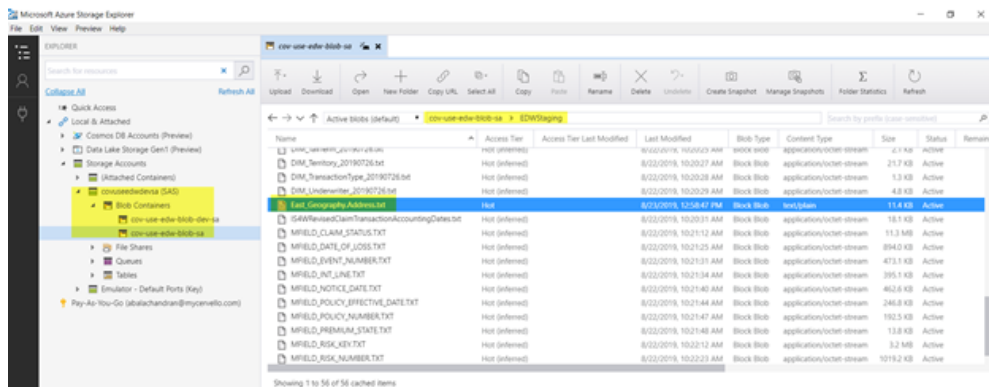 Microsoft Azure Storage Explorer
File Edit View Preview Help
EXPLORER
Search for resources
Collapse All Refresh All
Quick Access
Local & Attached
Cosmos DB Accounts (Preview)
Data Lake Storage Gen1 (Preview)
Storage Accounts
(Attached Containers)
covuseedwdevsa (SAS)
Blob Containers
cov-use-edw-blob-dev-sa
cov-use-edw-blob-sa
File Shares
Queues
Tables
Emulator - Default Ports (Key)
Pay-As-You-Go (abalachandran@mycervello.com)
cov-use-edw-blob-sa
Upload Download Open New Folder Copy URL Select All Copy Paste Rename Delete Undelete Create Snapshot Manage Snapshots Folder Statistics Refresh
Active blobs (default) cov-use-edw-blob-sa > EDWStaging Search by prefix (case-sensitive)
Name Access Tier Access Tier Last Modified Last Modified Blob Type Content Type Size Status Remain
Hot (inferred) 8/22/2019, 10:20:25 AM Block Blob application/octet-stream 2.7 KB Active
DIM_Territory_20190726.txt Hot (inferred) 8/22/2019, 10:20:27 AM Block Blob application/octet-stream 21.7 KB Active
DIM_TransactionType_20190726.txt Hot (inferred) 8/22/2019, 10:20:28 AM Block Blob application/octet-stream 1.3 KB Active
DIM_Underwriter_20190726.txt Hot (inferred) 8/22/2019, 10:20:29 AM Block Blob application/octet-stream 4.8 KB Active
East_Geography.Address.txt Hot 8/23/2019, 12:58:47 PM Block Blob text/plain 11.4 KB Active
IS4WRevisedClaimTransactionAccountingDates.txt Hot (inferred) 8/22/2019, 10:20:31 AM Block Blob application/octet-stream 18.1 KB Active
MFIELD_CLAIM_STATUS.TXT Hot (inferred) 8/22/2019, 10:21:12 AM Block Blob application/octet-stream 11.3 MB Active
MFIELD_DATE_OF_LOSS.TXT Hot (inferred) 8/22/2019, 10:21:25 AM Block Blob application/octet-stream 894.0 KB Active
MFIELD_EVENT_NUMBER.TXT Hot (inferred) 8/22/2019, 10:21:31 AM Block Blob application/octet-stream 473.1 KB Active
MFIELD_INT_LINE.TXT Hot (inferred) 8/22/2019, 10:21:34 AM Block Blob application/octet-stream 395.1 KB Active
MFIELD_NOTICE_DATE.TXT Hot (inferred) 8/22/2019, 10:21:40 AM Block Blob application/octet-stream 462.6 KB Active
MFIELD_POLICY_EFFECTIVE_DATE.TXT Hot (inferred) 8/22/2019, 10:21:44 AM Block Blob application/octet-stream 246.8 KB Active
MFIELD_POLICY_NUMBER.TXT Hot (inferred) 8/22/2019, 10:21:47 AM Block Blob application/octet-stream 192.5 KB Active
MFIELD_PREMIUM_STATE.TXT Hot (inferred) 8/22/2019, 10:21:48 AM Block Blob application/octet-stream 13.8 KB Active
MFIELD_RISK_KEY.TXT Hot (inferred) 8/22/2019, 10:22:12 AM Block Blob application/octet-stream 3.2 MB Active
MFIELD_RISK_NUMBER.TXT Hot (inferred) 8/22/2019, 10:22:23 AM Block Blob application/octet-stream 1019.2 KB Active
Showing 1 to 56 of 56 cached items